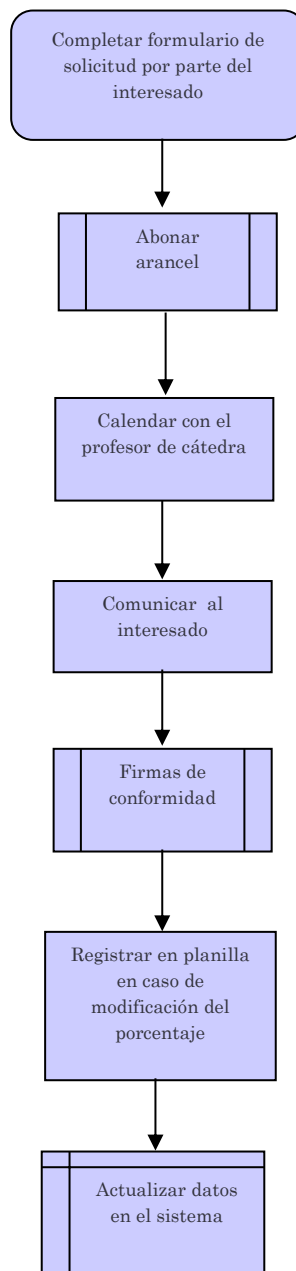 Completar formulario de
solicitud por parte del
interesado
Abonar
arancel
Calendar con el
profesor de cátedra
Comunicar al
interesado
Firmas de
conformidad
Registrar en planilla
en caso de
modificación del
porcentaje
Actualizar datos
en el sistema